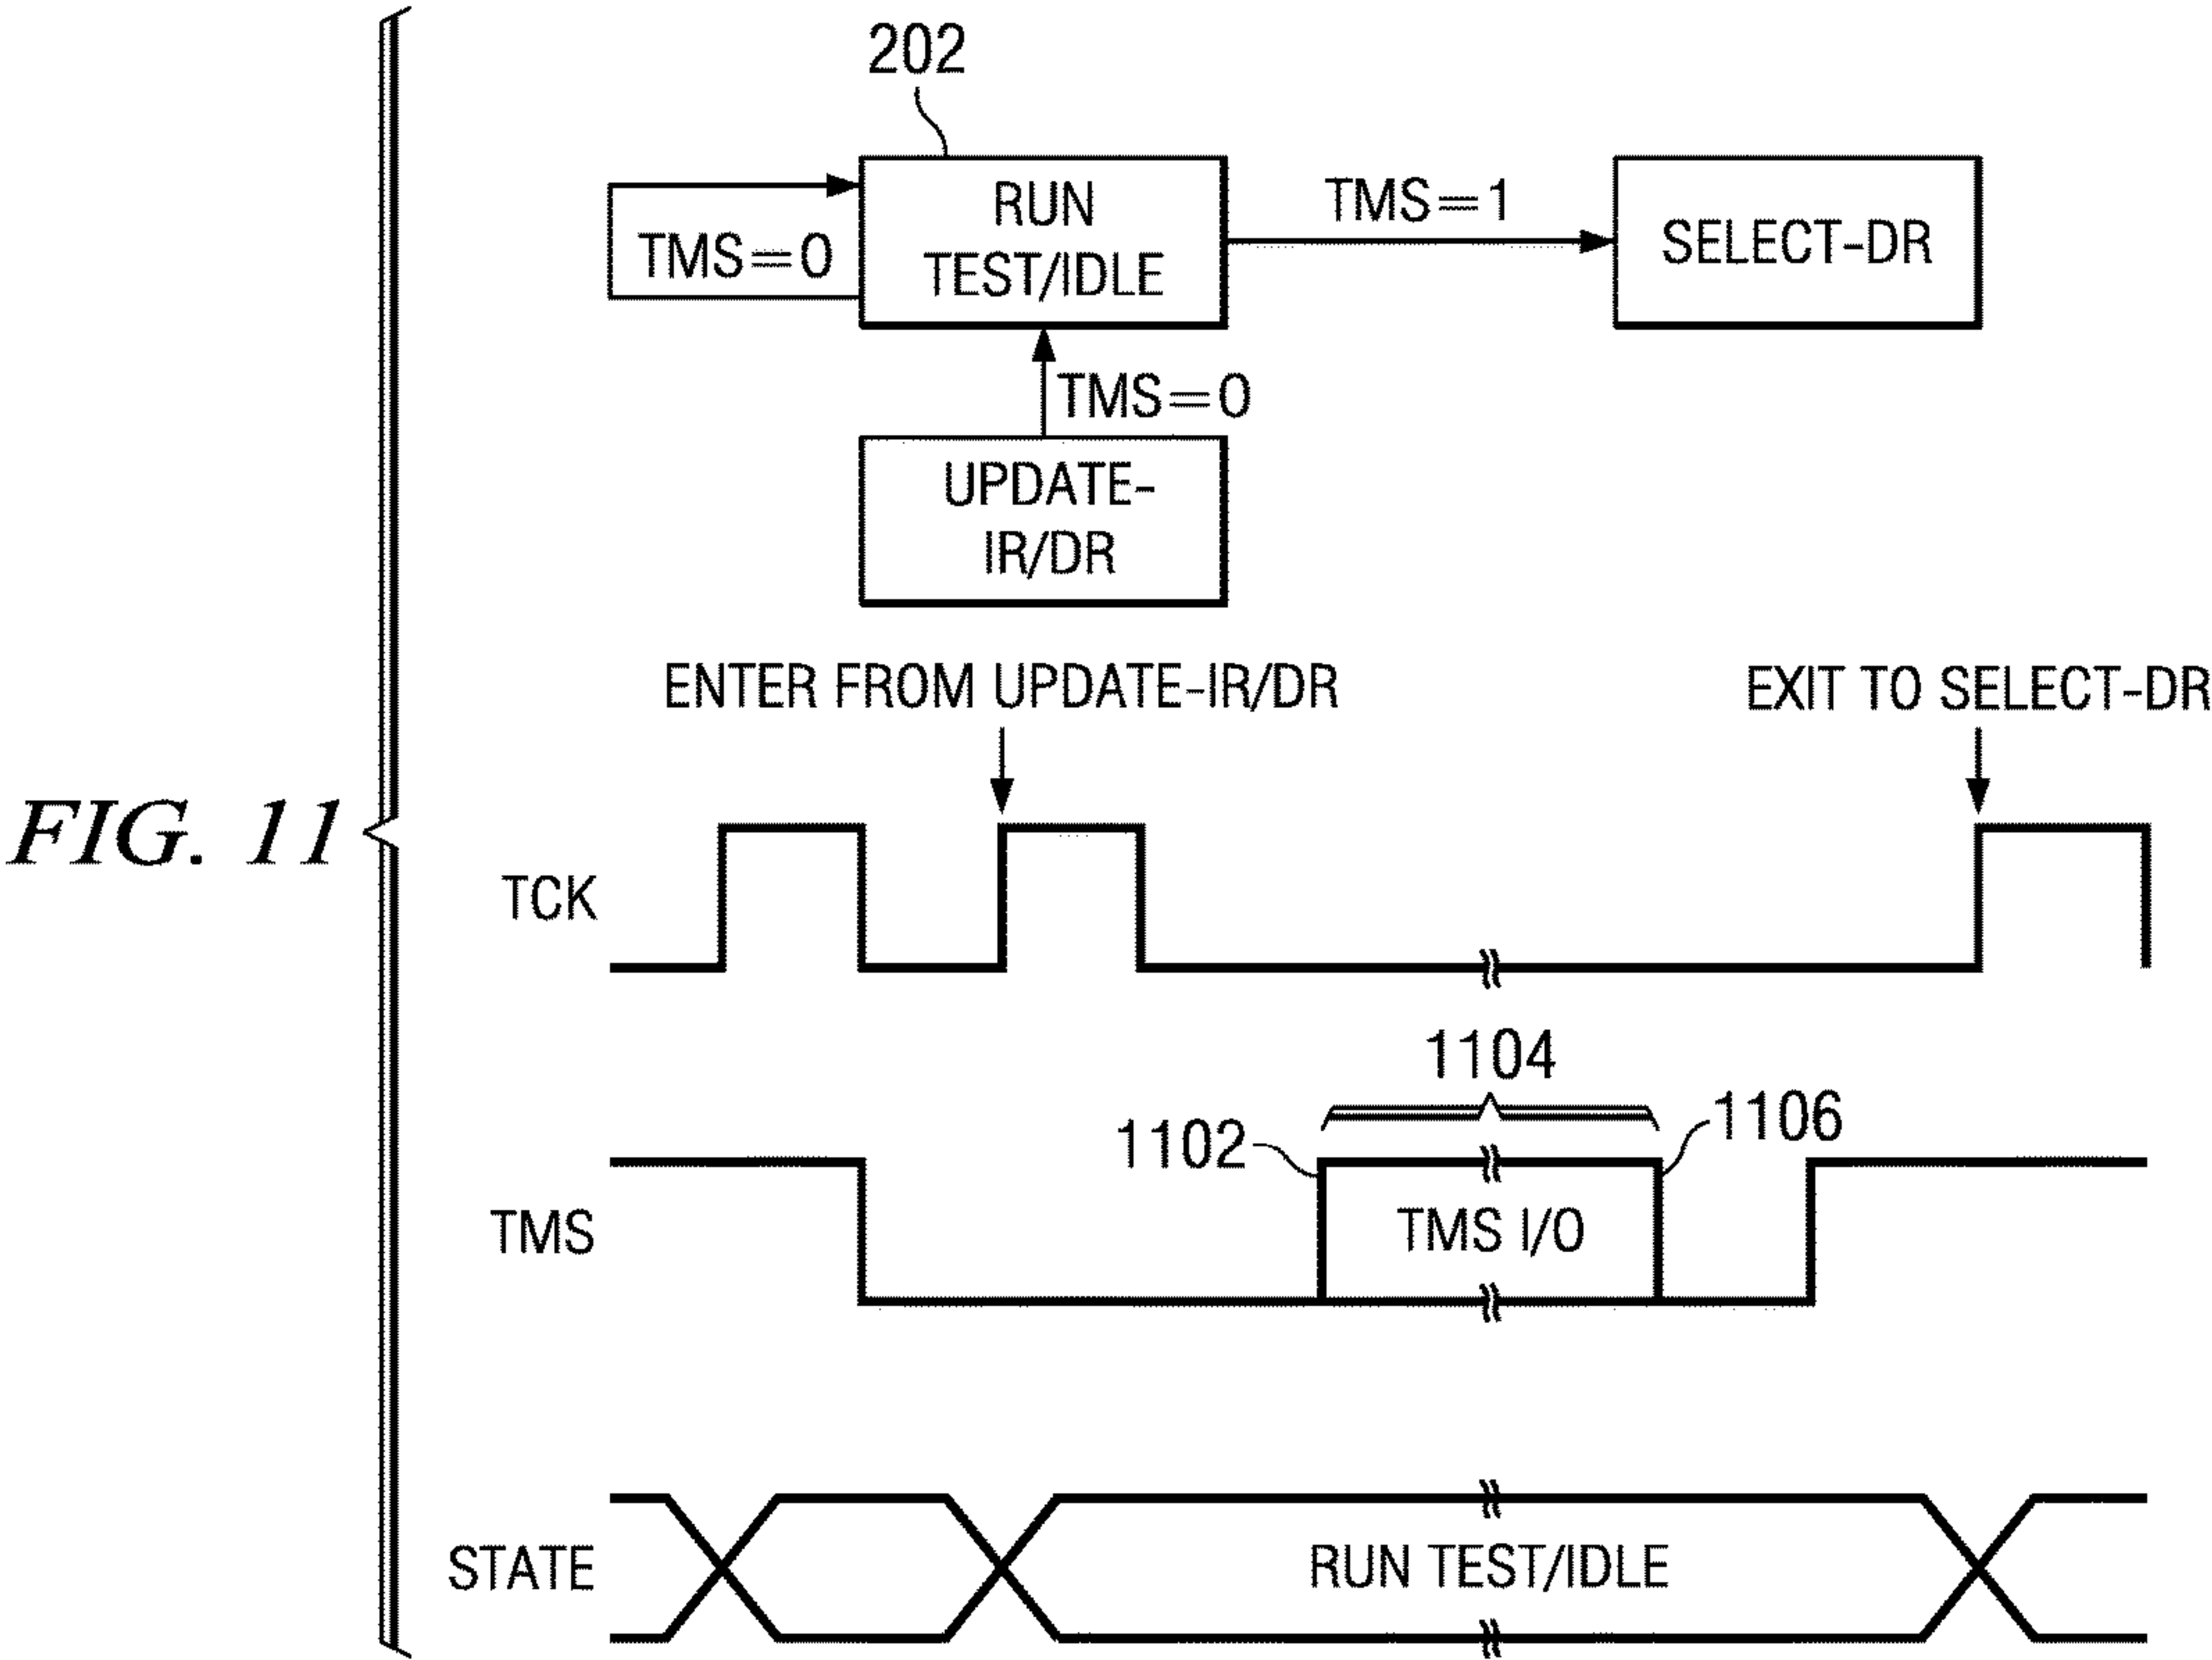 202
RUN
TEST/IDLE
TMS=0
TMS=1
SELECT-DR
TMS=0
UPDATE-
IR/DR
ENTER FROM UPDATE-IR/DR
EXIT TO SELECT-DR
FIG. 11
TCK
1104
1102
1106
TMS
TMS I/O
STATE
RUN TEST/IDLE